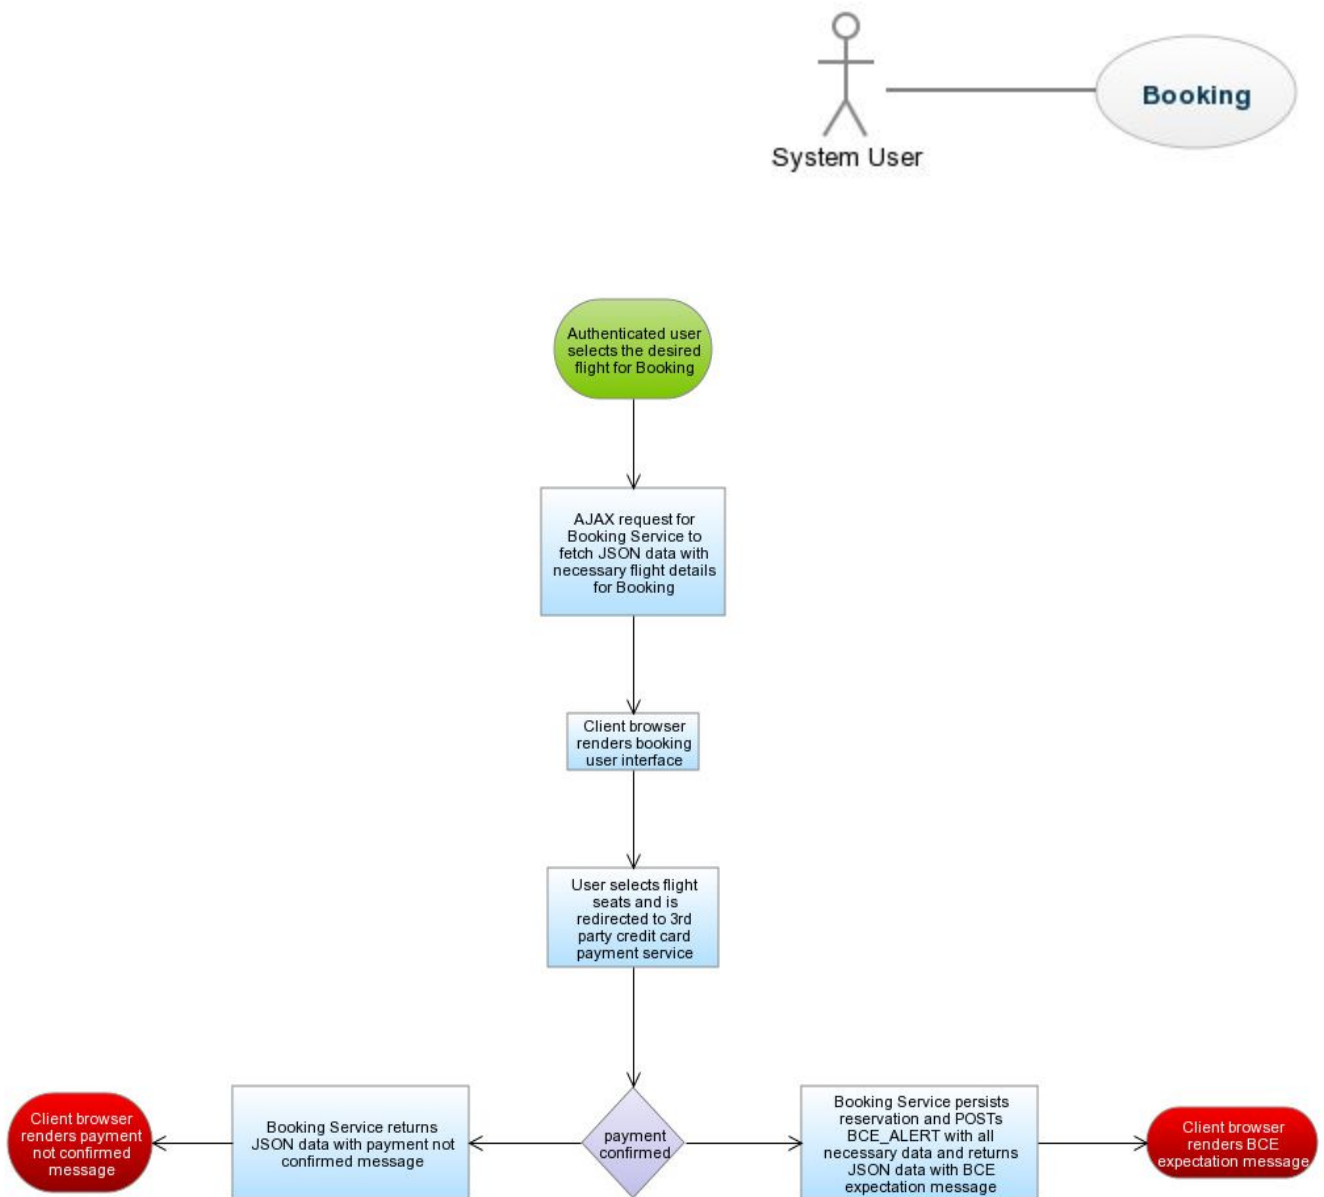 Booking
System User
Authenticated user
selects the desired
flight for Booking
AJAX request for
Booking Service to
fetch JSON data with
necessary flight details
for Booking
Client browser
renders booking
user interface
User selects flight
seats and is
redirected to 3rd
party credit card
payment service
Client browser
renders payment
not confirmed
message
Booking Service returns
JSON data with payment not
confirmed message
payment
confirmed
Booking Service persists
reservation and POSTs
BCE_ALERT with all
necessary data and returns
JSON data with BCE
expectation message
Client browser
renders BCE
expectation message